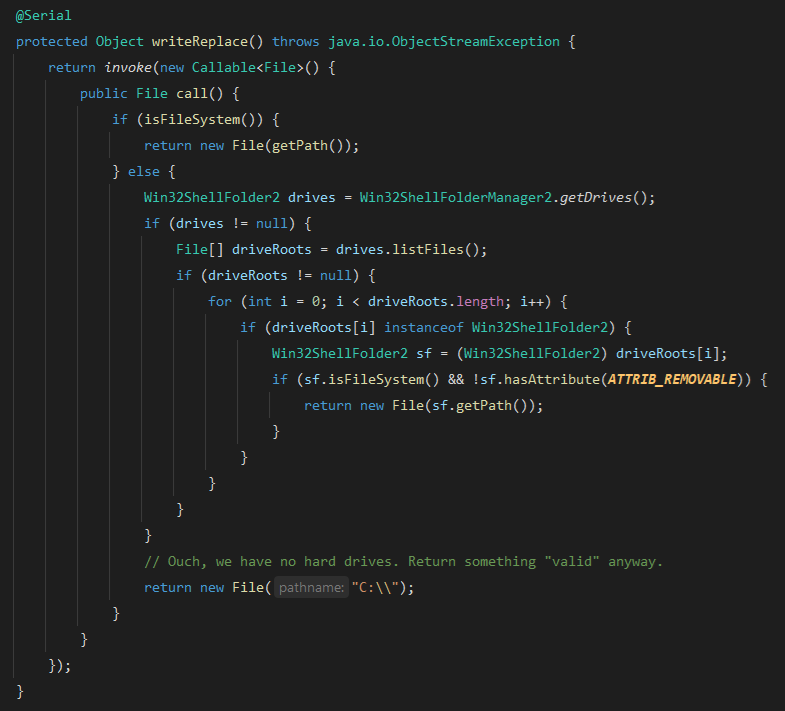 @Serial
protected Object writeReplace() throws java.io.ObjectStreamException {
    return invoke(new Callable<File>() {
        public File call() {
            if (isFileSystem()) {
                return new File(getPath());
            } else {
                Win32ShellFolder2 drives = Win32ShellFolderManager2.getDrives();
                if (drives != null) {
                    File[] driveRoots = drives.listFiles();
                    if (driveRoots != null) {
                        for (int i = 0; i < driveRoots.length; i++) {
                            if (driveRoots[i] instanceof Win32ShellFolder2) {
                                Win32ShellFolder2 sf = (Win32ShellFolder2) driveRoots[i];
                                if (sf.isFileSystem() && !sf.hasAttribute(ATTRIB_REMOVABLE)) {
                                    return new File(sf.getPath());
                                }
                            }
                        }
                    }
                }
                // Ouch, we have no hard drives. Return something "valid" anyway.
                return new File( pathname: "C:\\");
            }
        }
    });
}